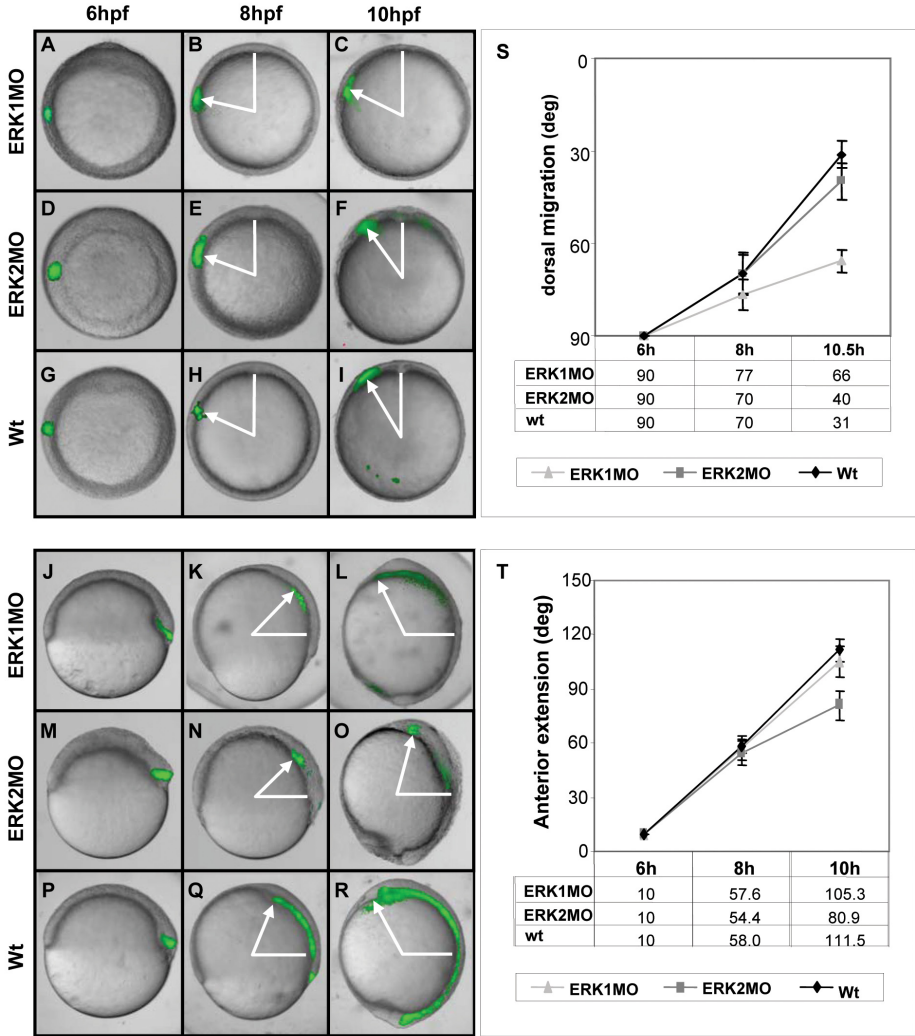 6hpf 8hpf 10hpf
ERK1MO
A B C
ERK2MO
D E F
Wt
G H I
S
dorsal migration (deg)
0
30
60
90
6h 8h 10.5h
ERK1MO 90 77 66
ERK2MO 90 70 40
wt 90 70 31
ERK1MO ERK2MO Wt
ERK1MO
J K L
ERK2MO
M N O
Wt
P Q R
T
Anterior extension (deg)
150
120
90
60
30
0
6h 8h 10h
ERK1MO 10 57.6 105.3
ERK2MO 10 54.4 80.9
wt 10 58.0 111.5
ERK1MO ERK2MO Wt